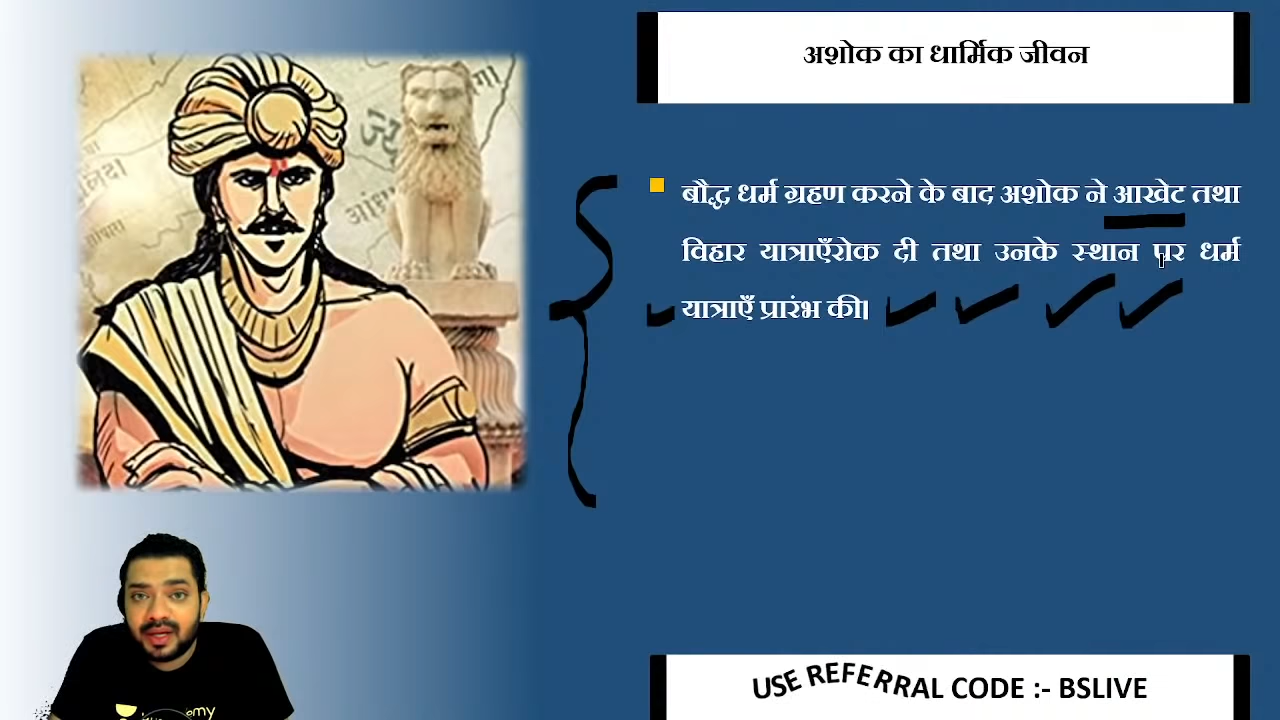 अशोक का धार्मिक जीवन
बौद्ध धर्म ग्रहण करने के बाद अशोक ने आखेट तथा
विहार यात्राएँरोक दी तथा उनके स्थान पर धर्म
यात्राएँ प्रारंभ की।
USE REFERRAL CODE :- BSLIVE